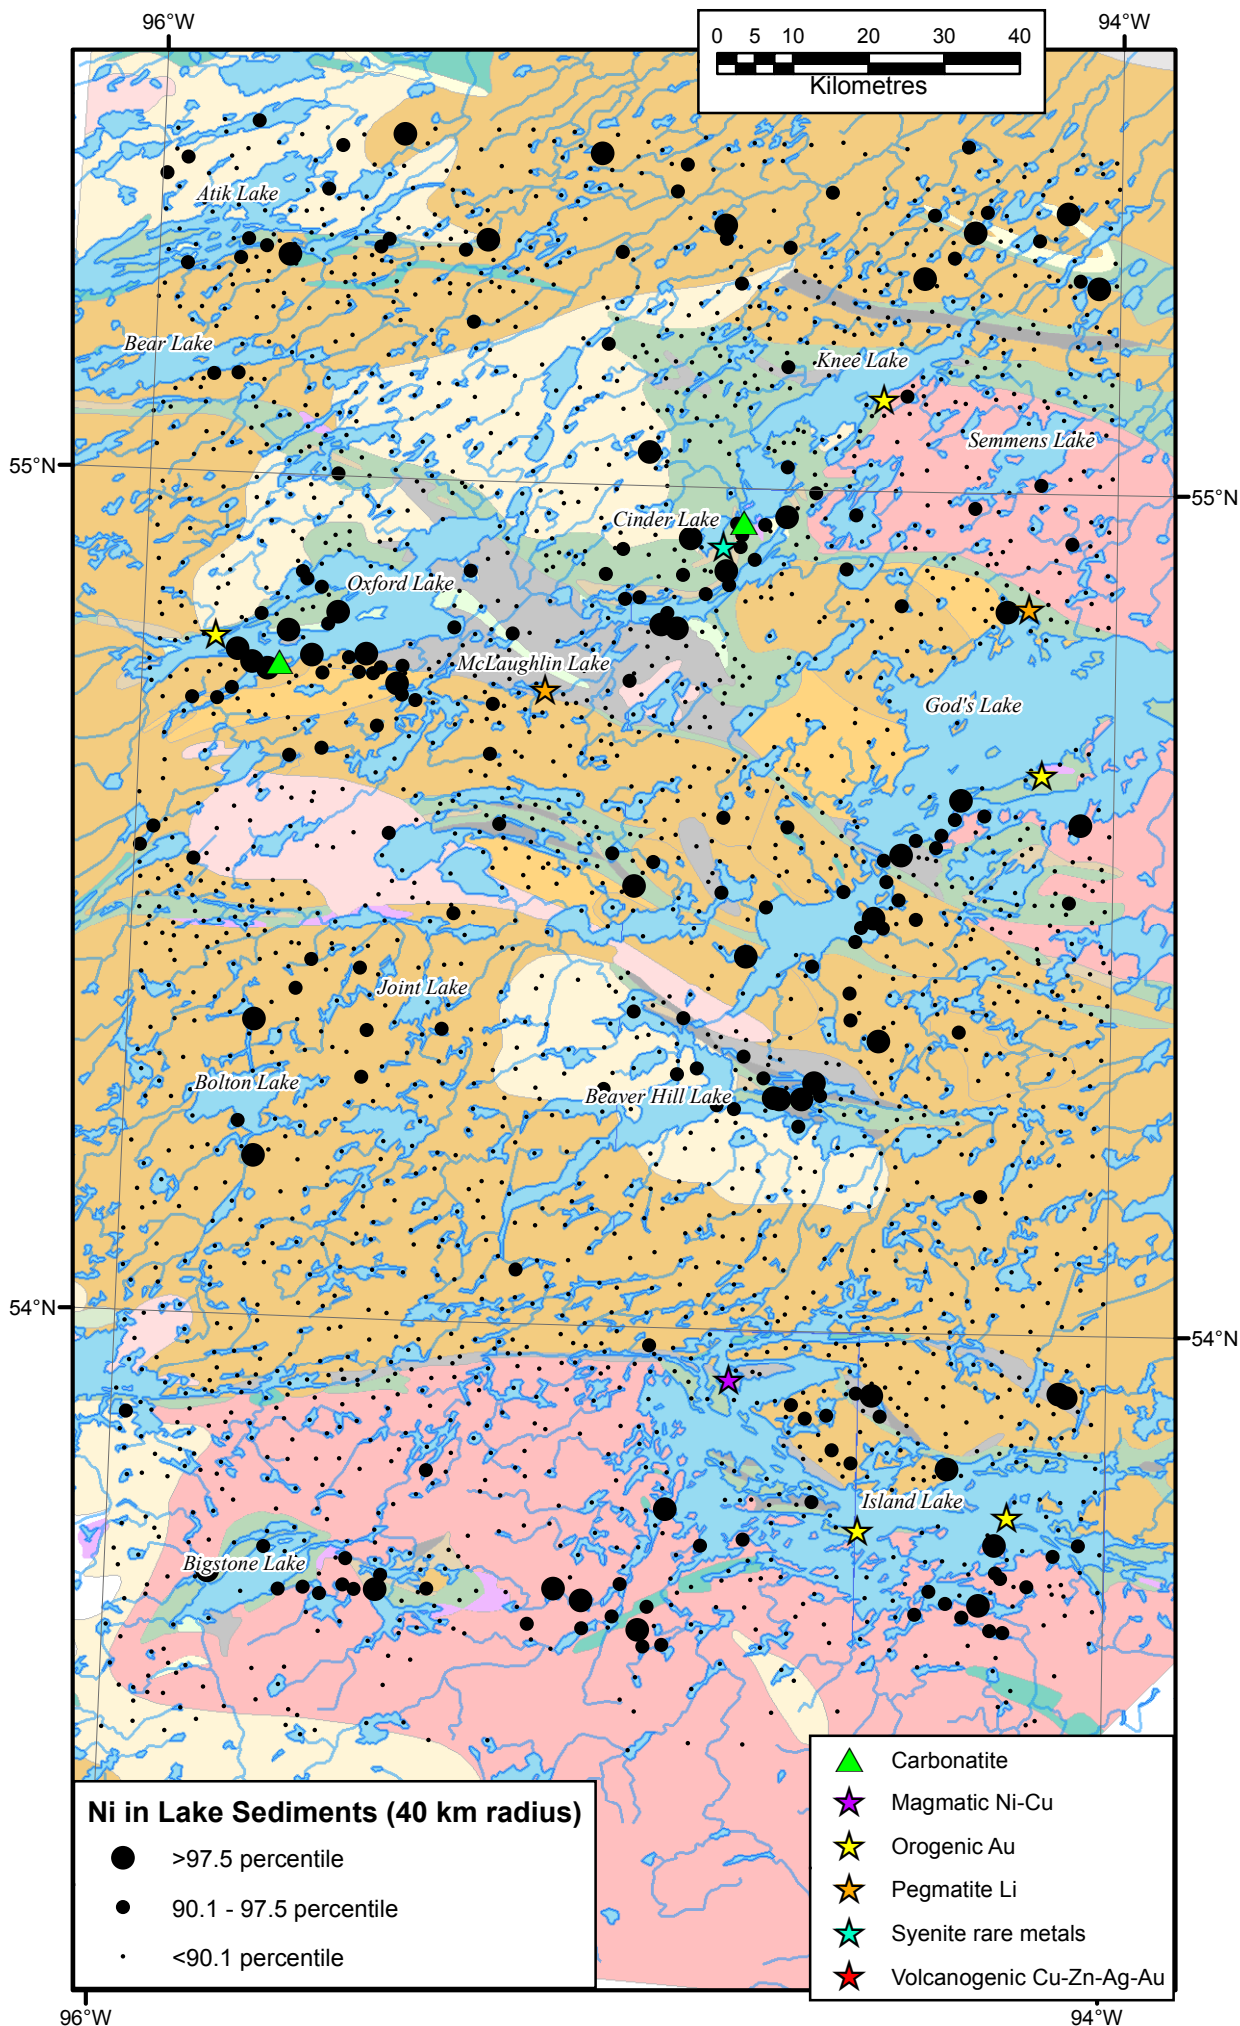 96°W
94°W
0 5 10 20 30 40
Kilometres
Atik Lake
Bear Lake
Knee Lake
Semmens Lake
55°N
55°N
Cinder Lake
Oxford Lake
McLaughlin Lake
God's Lake
Joint Lake
Bolton Lake
Beaver Hill Lake
54°N
54°N
Island Lake
Bigstone Lake
Ni in Lake Sediments (40 km radius)
>97.5 percentile
90.1 - 97.5 percentile
<90.1 percentile
Carbonatite
Magmatic Ni-Cu
Orogenic Au
Pegmatite Li
Syenite rare metals
Volcanogenic Cu-Zn-Ag-Au
96°W
94°W